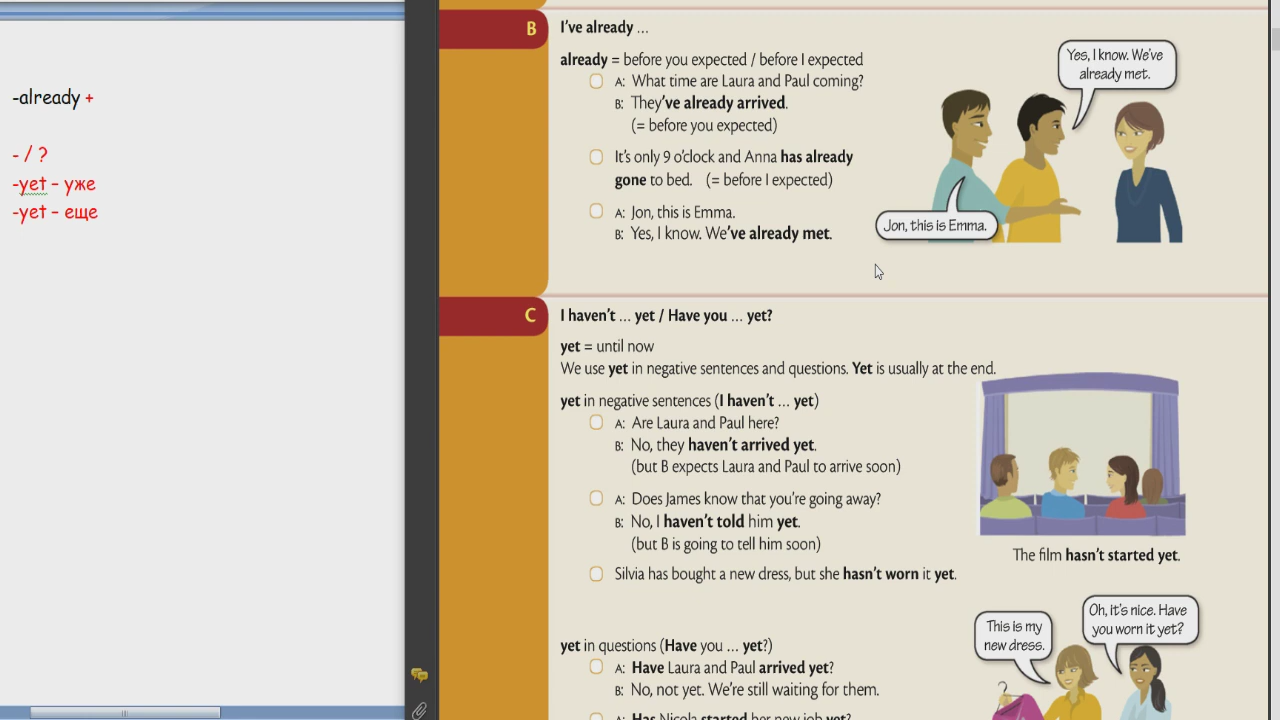 -already +
- / ?
-yet – уже
-yet – еще
B
I've already ...
already = before you expected / before I expected
A: What time are Laura and Paul coming?
B: They've already arrived.
(= before you expected)
It's only 9 o'clock and Anna has already
gone to bed. (= before I expected)
A: Jon, this is Emma.
B: Yes, I know. We've already met.
Yes, I know. We've
already met.
Jon, this is Emma.
C
I haven't ... yet / Have you ... yet?
yet = until now
We use yet in negative sentences and questions. Yet is usually at the end.
yet in negative sentences (I haven't ... yet)
A: Are Laura and Paul here?
B: No, they haven't arrived yet.
(but B expects Laura and Paul to arrive soon)
A: Does James know that you're going away?
B: No, I haven't told him yet.
(but B is going to tell him soon)
Silvia has bought a new dress, but she hasn't worn it yet.
The film hasn't started yet.
yet in questions (Have you ... yet?)
A: Have Laura and Paul arrived yet?
B: No, not yet. We're still waiting for them.
A: Has Nicola started her new job yet?
This is my
new dress.
Oh, it's nice. Have
you worn it yet?